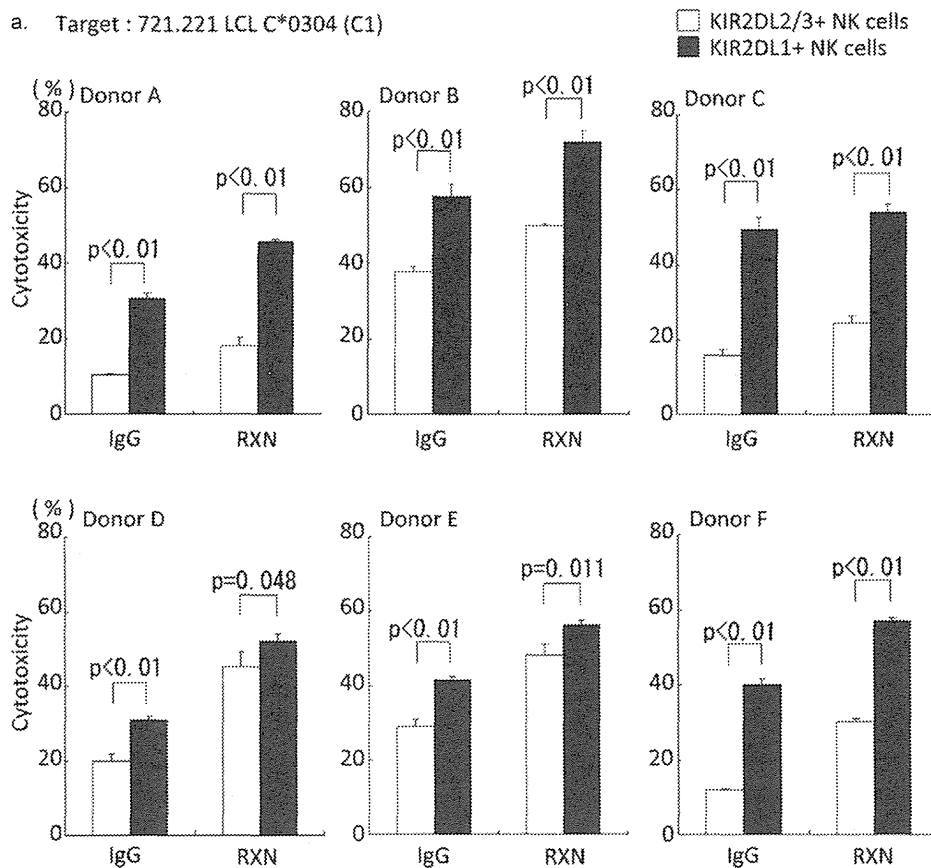 a. Target : 721.221 LCL C*0304 (C1)
KIR2DL2/3+ NK cells
KIR2DL1+ NK cells
(%)
Donor A
Donor B
Donor C
80
60
40
20
0
Cytotoxicity
p<0.01
p<0.01
IgG
RXN
80
60
40
20
0
p<0.01
p<0.01
IgG
RXN
80
60
40
20
0
p<0.01
p<0.01
IgG
RXN
(%)
Donor D
Donor E
Donor F
80
60
40
20
0
Cytotoxicity
p<0.01
p=0.048
IgG
RXN
80
60
40
20
0
p<0.01
p=0.011
IgG
RXN
80
60
40
20
0
p<0.01
p<0.01
IgG
RXN